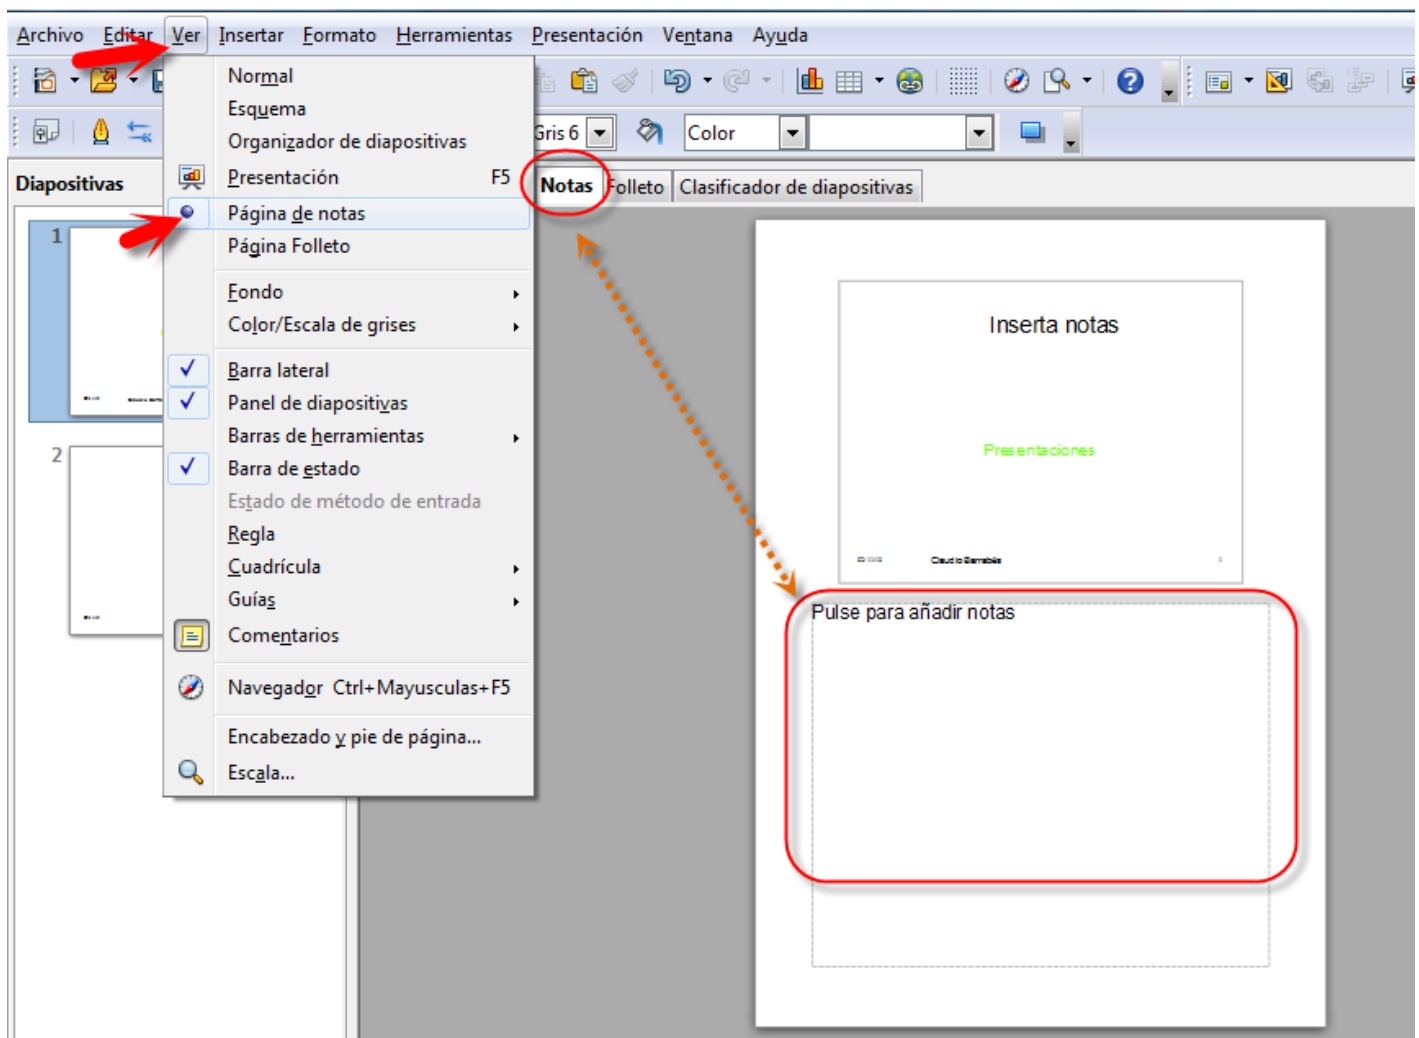 Archivo Editar Ver Insertar Formato Herramientas Presentación Ventana Ayuda
Gris 6 Color
Diapositivas
Notas Folleto Clasificador de diapositivas
Normal
Esquema
Organizador de diapositivas
Presentación F5
Página de notas
Página Folleto
Fondo
Color/Escala de grises
Barra lateral
Panel de diapositivas
Barras de herramientas
Barra de estado
Estado de método de entrada
Regla
Cuadrícula
Guías
Comentarios
Navegador Ctrl+Mayusculas+F5
Encabezado y pie de página...
Escala...
1
2
Inserta notas
Presentaciones
Claudio Barrabés
Pulse para añadir notas